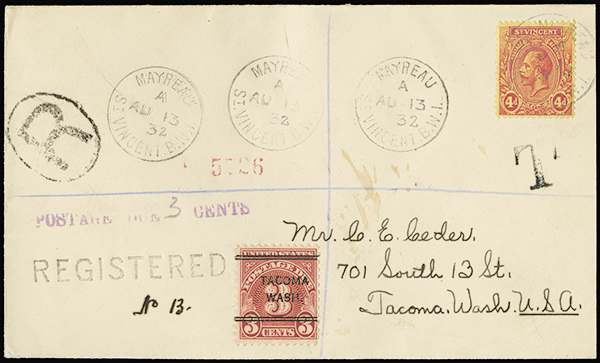 ST VINCENT
4d 4d
MAYREAU
A
AU 13
32
ST. VINCENT. B.W.I.
MAYREAU
A
AU 13
32
ST. VINCENT. B.W.I.
MAYREAU
A
AU 13
32
ST. VINCENT. B.W.I.
R
5726
T
POSTAGE DUE 3 CENTS
REGISTERED
No 13.
Mr. C. E. Ceder.
701 South 13 St.
Tacoma. Wash. U.S.A.
POSTAGE DUE
3
TACOMA
WASH.
3 CENTS 3